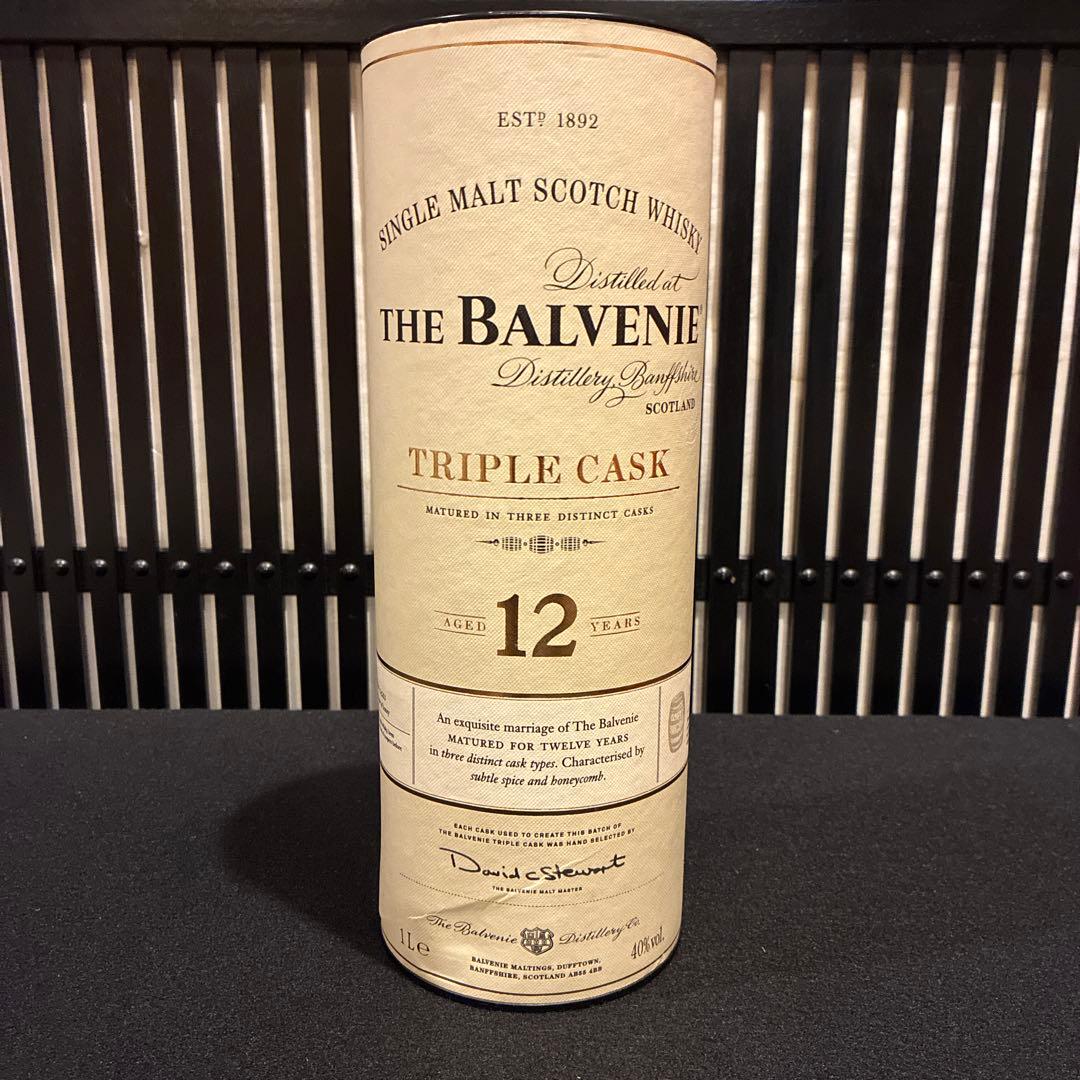 ESTD 1892
SINGLE MALT SCOTCH WHISKY
Distilled at
THE BALVENIE
Distillery, Banffshire
SCOTLAND
TRIPLE CASK
MATURED IN THREE DISTINCT CASKS
AGED 12 YEARS
An exquisite marriage of The Balvenie
MATURED FOR TWELVE YEARS
in three distinct cask types. Characterised by
subtle spice and honeycomb.
EACH CASK USED TO CREATE THIS BATCH OF
THE BALVENIE TRIPLE CASK WAS HAND SELECTED BY
David C Stewart
THE BALVENIE MALT MASTER
The Balvenie Distillery Co.
1L e
40% vol.
BALVENIE MALTINGS, DUFFTOWN,
BANFFSHIRE, SCOTLAND AB55 4BB